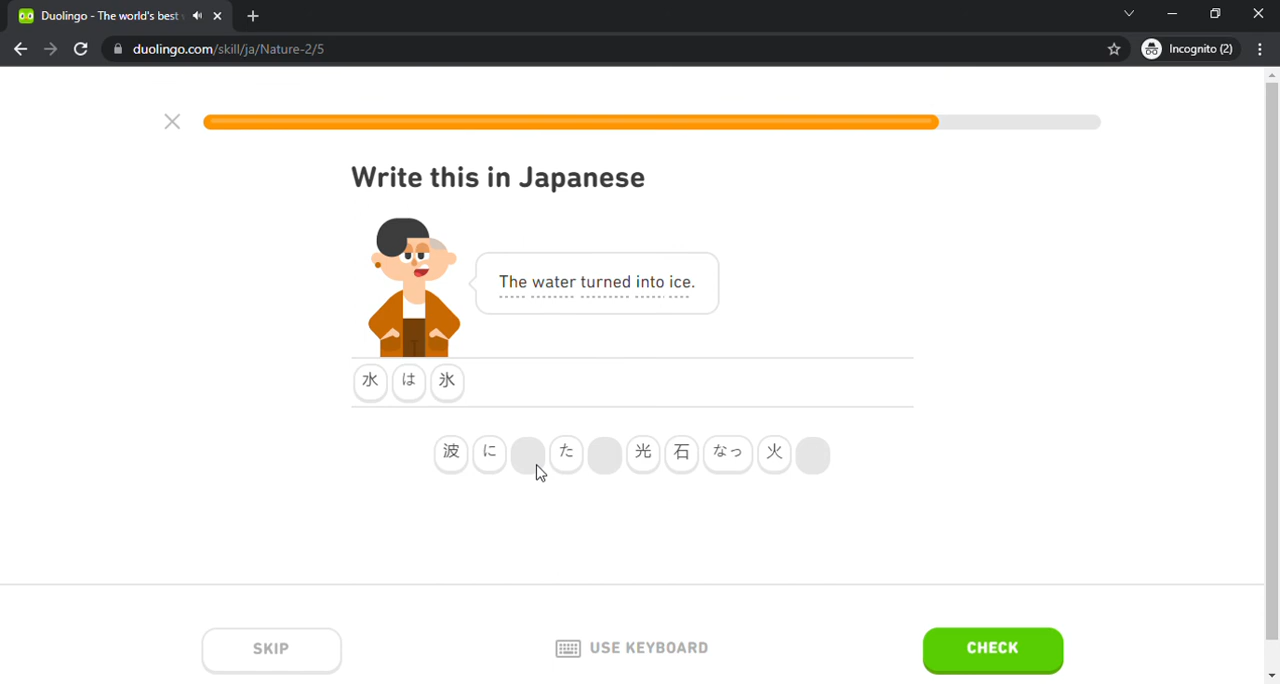 Duolingo - The world's best
duolingo.com/skill/ja/Nature-2/5
Incognito (2)
Write this in Japanese
The water turned into ice.
水 は 氷
波 に た 光 石 なっ 火
SKIP
USE KEYBOARD
CHECK